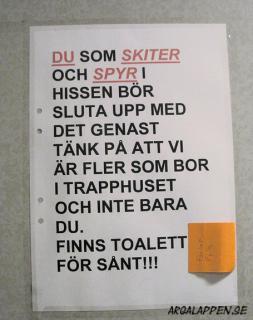 DU SOM SKITER
OCH SPYR I
HISSEN BÖR
SLUTA UPP MED
DET GENAST
TÄNK PÅ ATT VI
ÄR FLER SOM BOR
I TRAPPHUSET
OCH INTE BARA
DU.
FINNS TOALETT
FÖR SÅNT!!!
ARGALAPPEN.SE